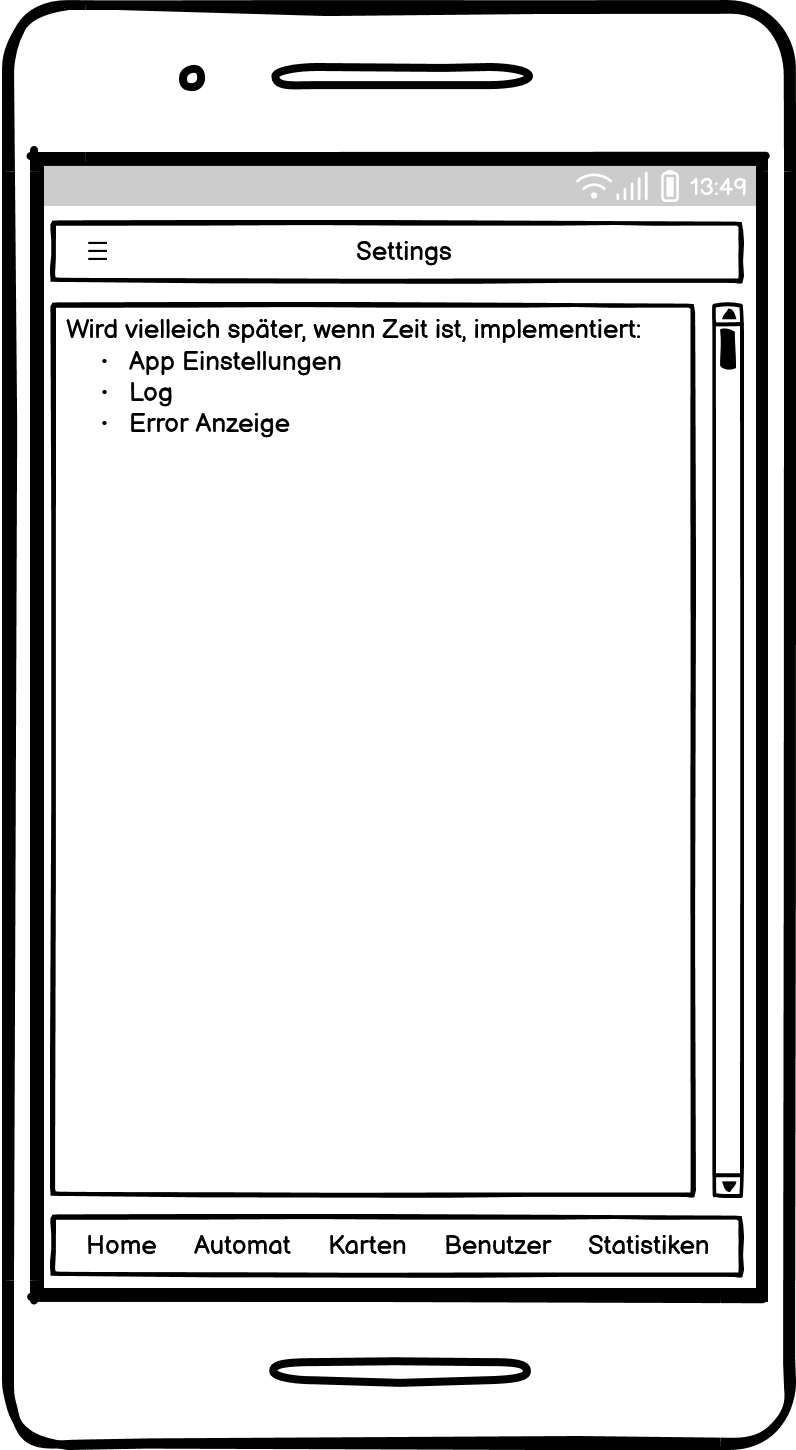 13:49
☰ Settings
Wird vielleich später, wenn Zeit ist, implementiert:
· App Einstellungen
· Log
· Error Anzeige
Home Automat Karten Benutzer Statistiken